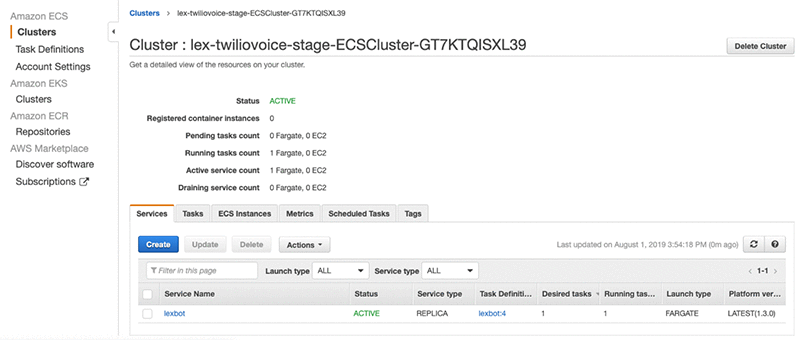 Amazon ECS
Clusters
Task Definitions
Account Settings
Amazon EKS
Clusters
Amazon ECR
Repositories
AWS Marketplace
Discover software
Subscriptions
Clusters > lex-twiliovoice-stage-ECSCluster-GT7KTQISXL39
Cluster : lex-twiliovoice-stage-ECSCluster-GT7KTQISXL39
Delete Cluster
Get a detailed view of the resources on your cluster.
Status ACTIVE
Registered container instances 0
Pending tasks count 0 Fargate, 0 EC2
Running tasks count 1 Fargate, 0 EC2
Active service count 1 Fargate, 0 EC2
Draining service count 0 Fargate, 0 EC2
Services Tasks ECS Instances Metrics Scheduled Tasks Tags
Create Update Delete Actions Last updated on August 1, 2019 3:54:18 PM (0m ago)
Filter in this page Launch type ALL Service type ALL < 1-1 >
Service Name Status Service type Task Definiti... Desired tasks Running tas... Launch type Platform ver...
lexbot ACTIVE REPLICA lexbot:4 1 1 FARGATE LATEST(1.3.0)